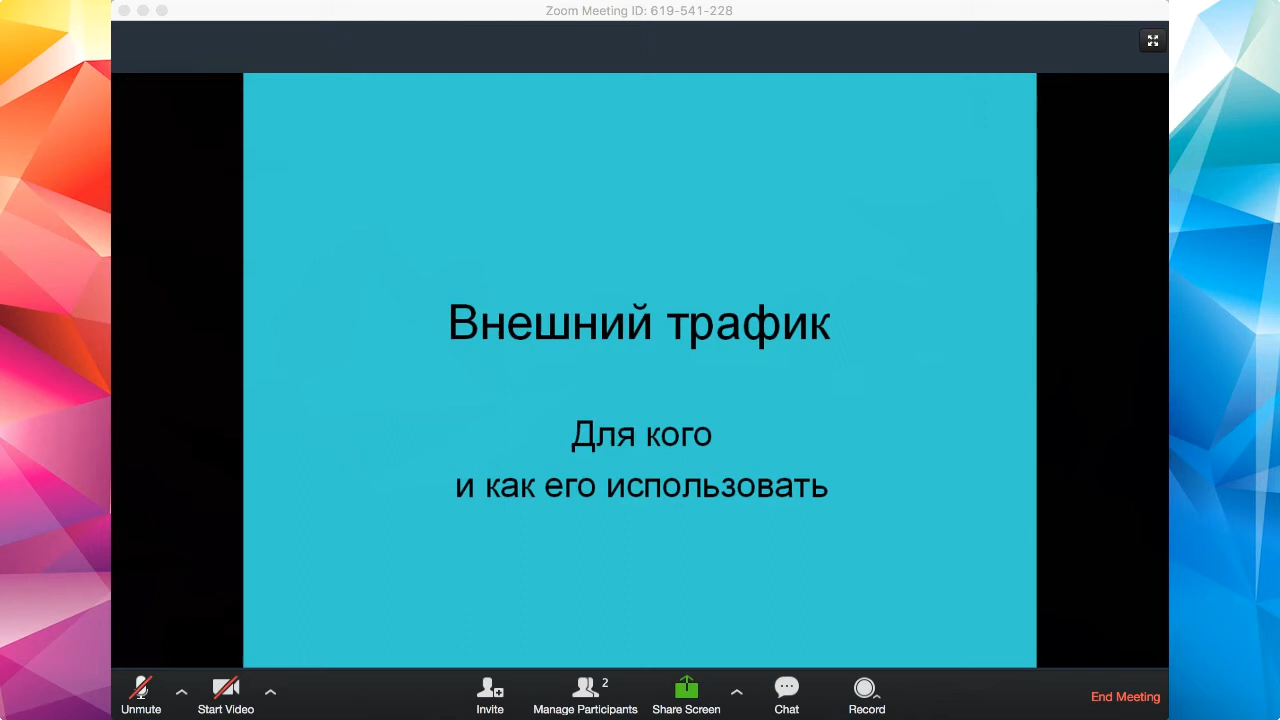 Zoom Meeting ID: 619-541-228
Внешний трафик
Для кого
и как его использовать
Unmute
Start Video
Invite
2
Manage Participants
Share Screen
Chat
Record
End Meeting